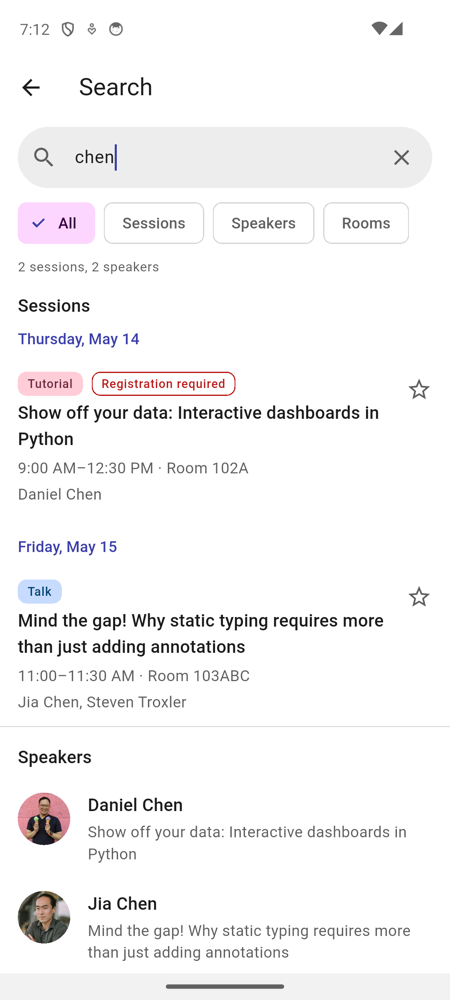 7:12
Search
chen
All
Sessions
Speakers
Rooms
2 sessions, 2 speakers
Sessions
Thursday, May 14
Tutorial
Registration required
Show off your data: Interactive dashboards in
Python
9:00 AM–12:30 PM · Room 102A
Daniel Chen
Friday, May 15
Talk
Mind the gap! Why static typing requires more
than just adding annotations
11:00–11:30 AM · Room 103ABC
Jia Chen, Steven Troxler
Speakers
Daniel Chen
Show off your data: Interactive dashboards in
Python
Jia Chen
Mind the gap! Why static typing requires more
than just adding annotations